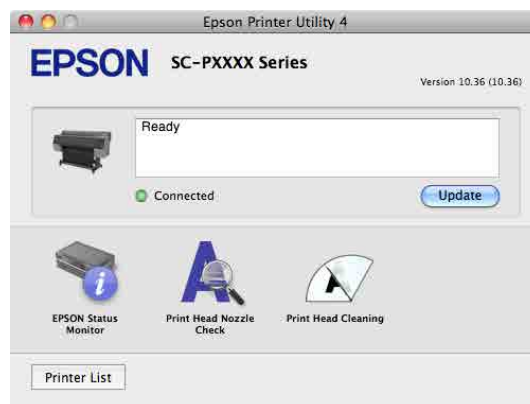 Epson Printer Utility 4
EPSON
SC-PXXXX Series
Version 10.36 (10.36)
Ready
Connected
Update
EPSON Status
Monitor
Print Head Nozzle
Check
Print Head Cleaning
Printer List